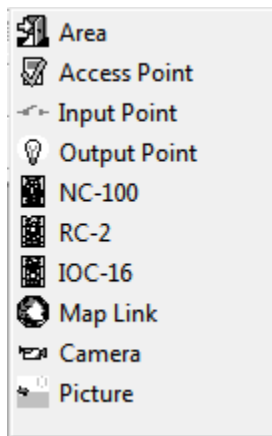 Area
Access Point
Input Point
Output Point
NC-100
RC-2
IOC-16
Map Link
Camera
Picture